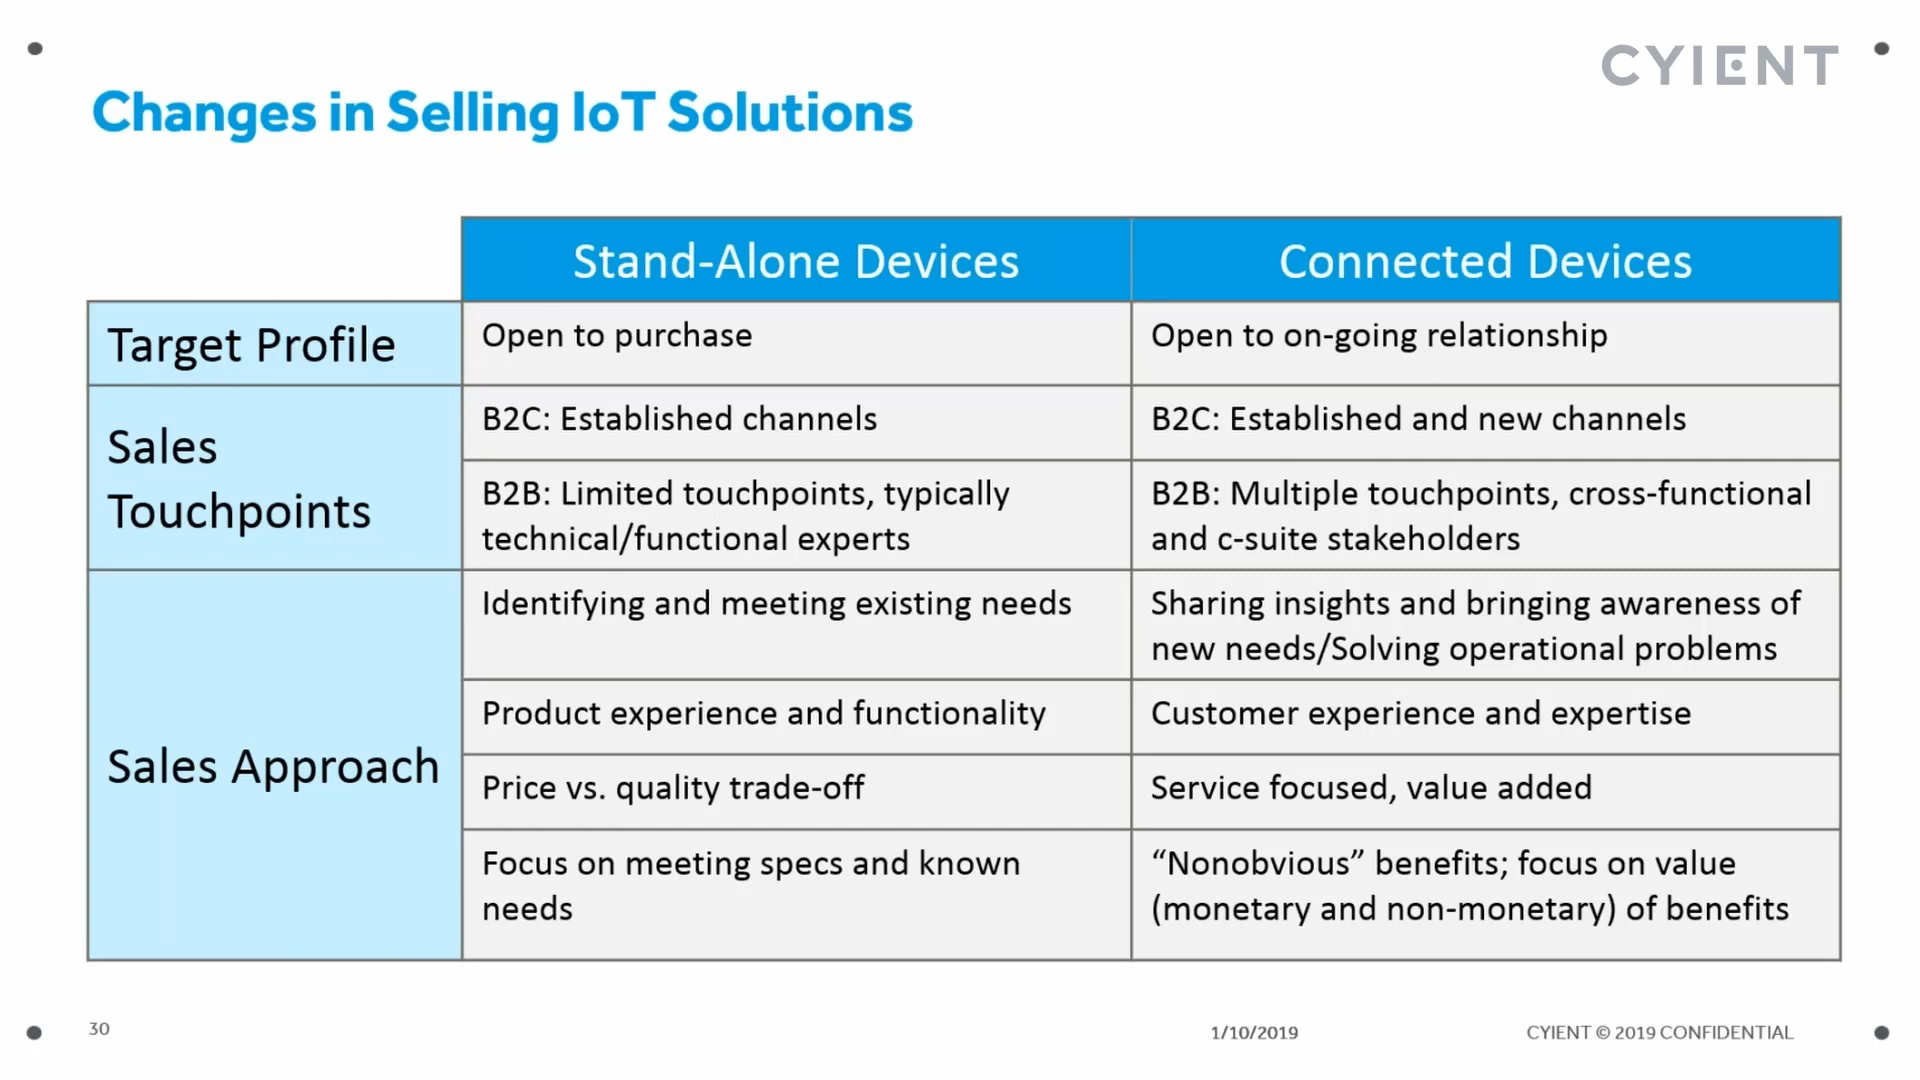 CYIENT
Changes in Selling IoT Solutions
Stand-Alone Devices
Connected Devices
Target Profile
Open to purchase
Open to on-going relationship
Sales
Touchpoints
B2C: Established channels
B2C: Established and new channels
B2B: Limited touchpoints, typically
technical/functional experts
B2B: Multiple touchpoints, cross-functional
and c-suite stakeholders
Sales Approach
Identifying and meeting existing needs
Sharing insights and bringing awareness of
new needs/Solving operational problems
Product experience and functionality
Customer experience and expertise
Price vs. quality trade-off
Service focused, value added
Focus on meeting specs and known
needs
“Nonobvious” benefits; focus on value
(monetary and non-monetary) of benefits
30
1/10/2019
CYIENT © 2019 CONFIDENTIAL